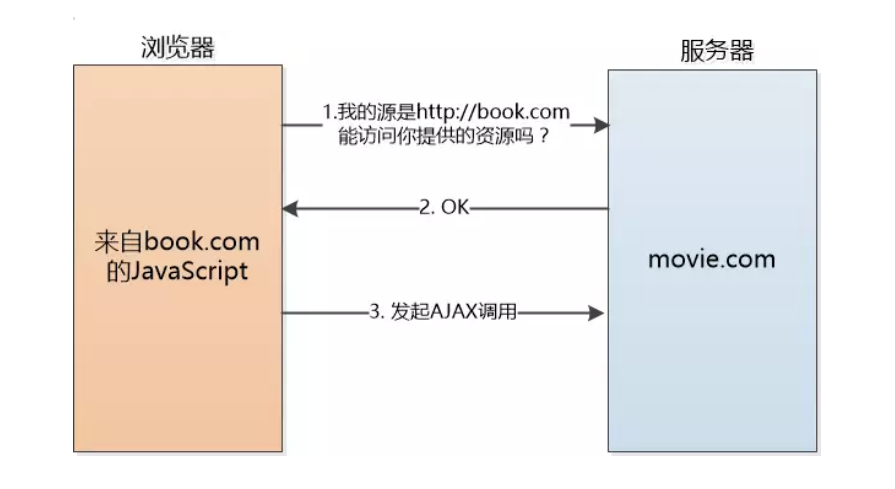 浏览器
服务器
1.我的源是http://book.com
能访问你提供的资源吗？
2. OK
来自book.com
的JavaScript
movie.com
3. 发起AJAX调用